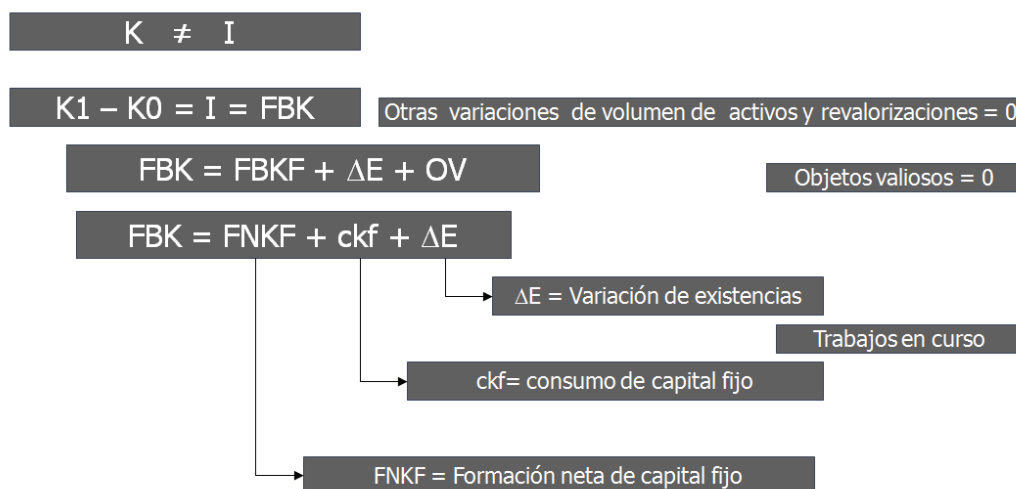 K ≠ I
K1 – K0 = I = FBK
Otras variaciones de volumen de activos y revalorizaciones = 0
FBK = FBKF + ∆E + OV
Objetos valiosos = 0
FBK = FNKF + ckf + ∆E
∆E = Variación de existencias
Trabajos en curso
ckf= consumo de capital fijo
FNKF = Formación neta de capital fijo